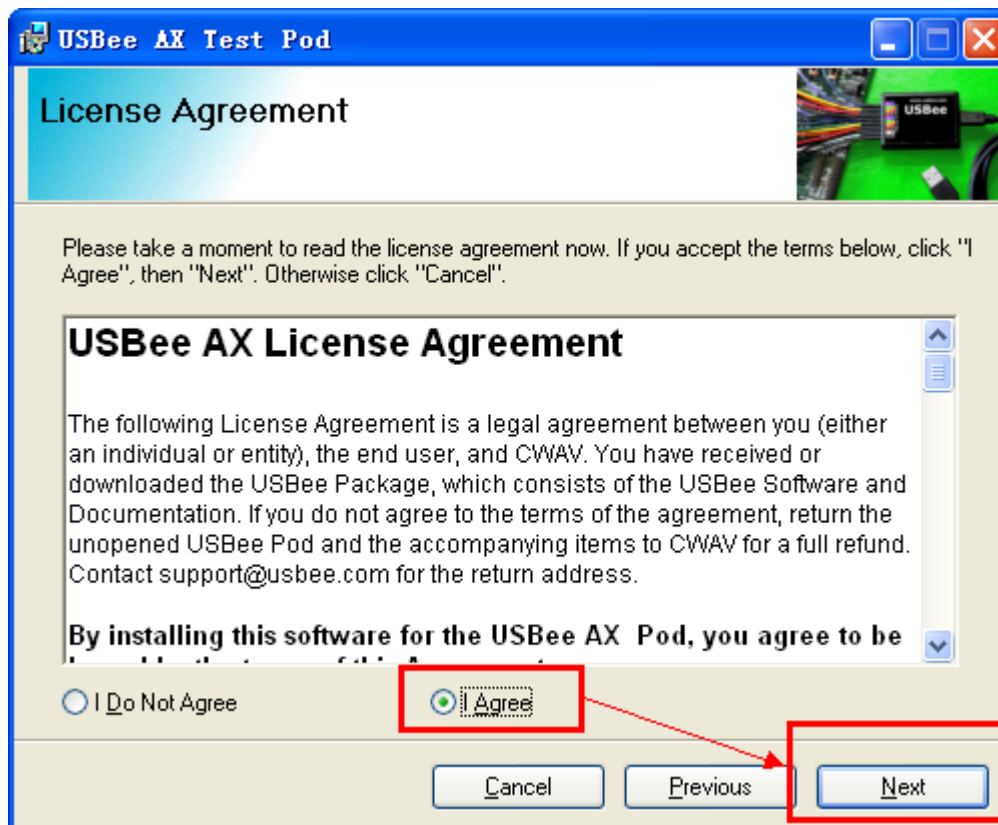 USBee AX Test Pod
License Agreement
USBee
Please take a moment to read the license agreement now. If you accept the terms below, click "I
Agree", then "Next". Otherwise click "Cancel".
USBee AX License Agreement
The following License Agreement is a legal agreement between you (either
an individual or entity), the end user, and CWAV. You have received or
downloaded the USBee Package, which consists of the USBee Software and
Documentation. If you do not agree to the terms of the agreement, return the
unopened USBee Pod and the accompanying items to CWAV for a full refund.
Contact support@usbee.com for the return address.
By installing this software for the USBee AX  Pod, you agree to be
I Do Not Agree
I Agree
Cancel
Previous
Next